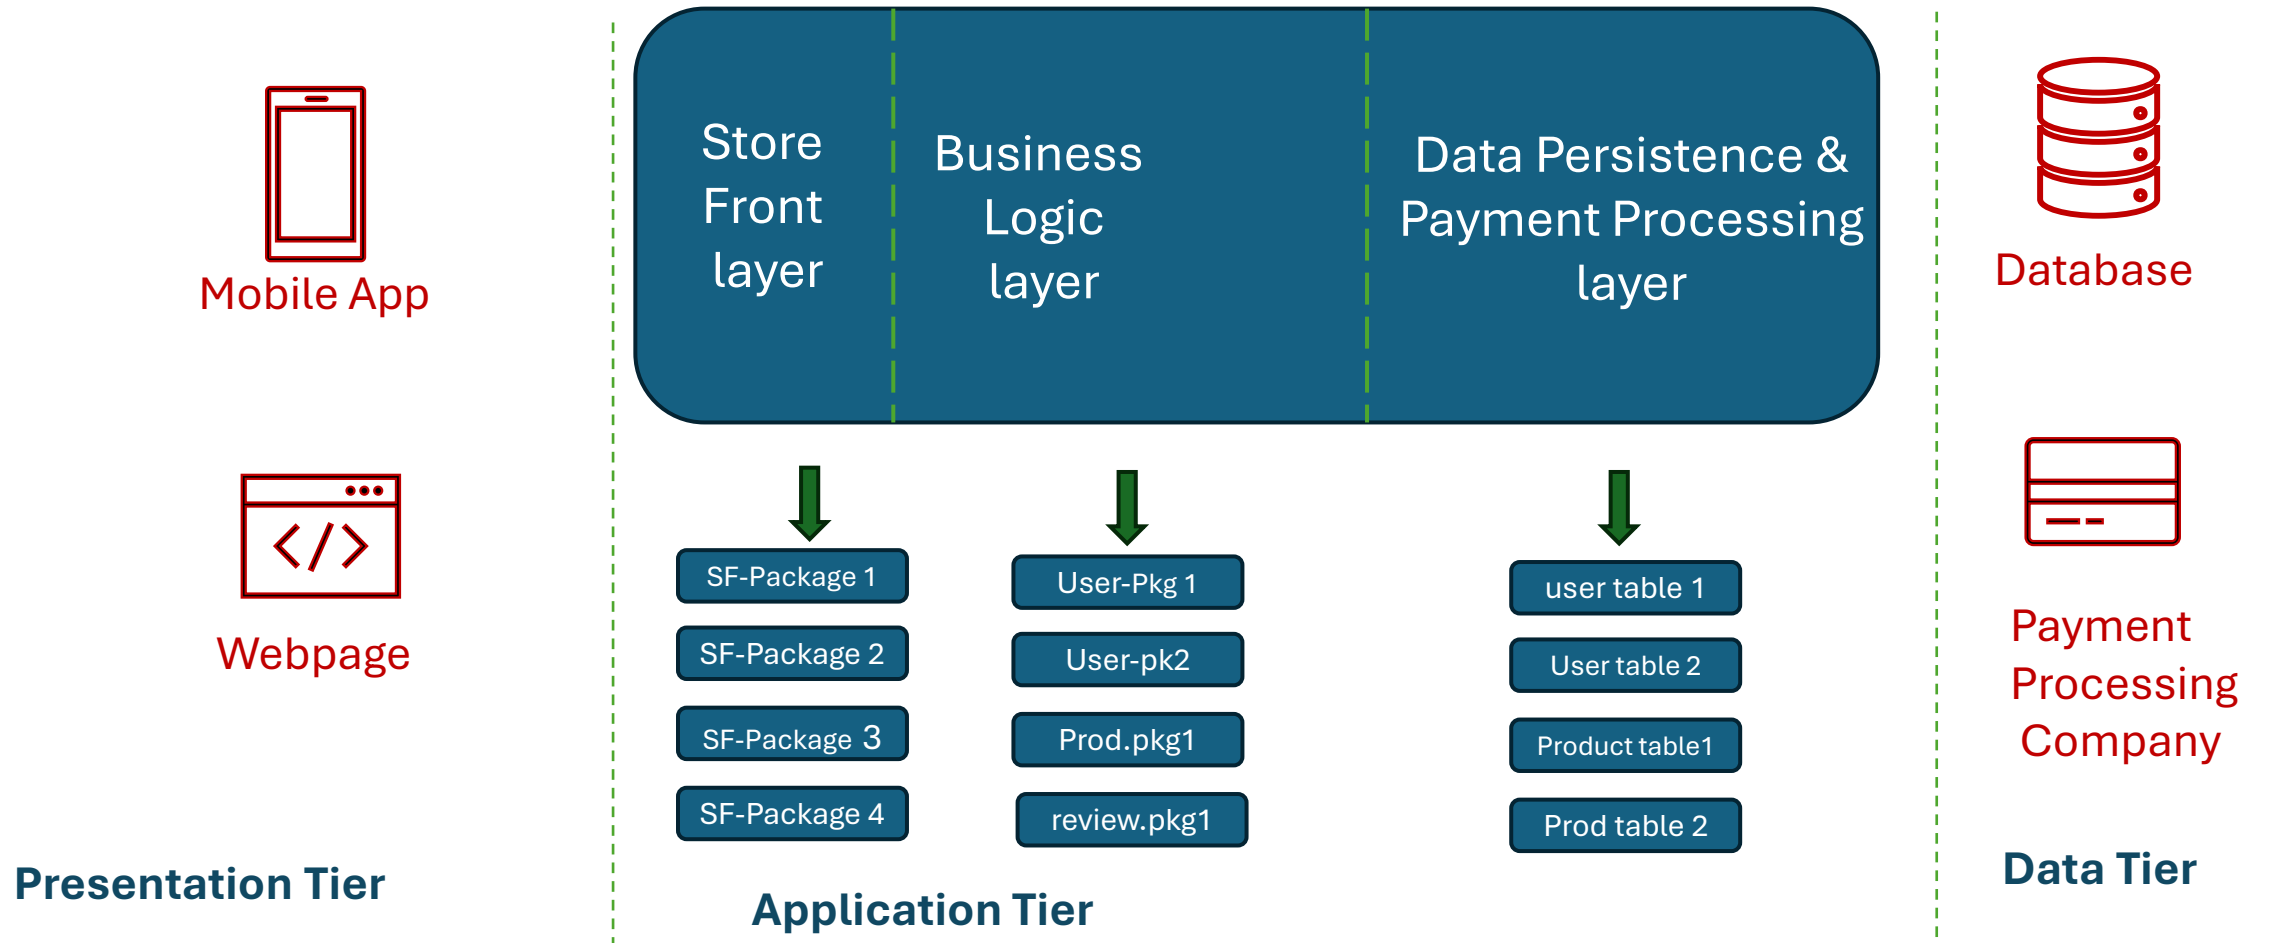 Mobile App
Webpage
Presentation Tier
Store
Front
layer
Business
Logic
layer
Data Persistence &
Payment Processing
layer
SF-Package 1
SF-Package 2
SF-Package 3
SF-Package 4
User-Pkg 1
User-pk2
Prod.pkg1
review.pkg1
user table 1
User table 2
Product table1
Prod table 2
Application Tier
Database
Payment
Processing
Company
Data Tier